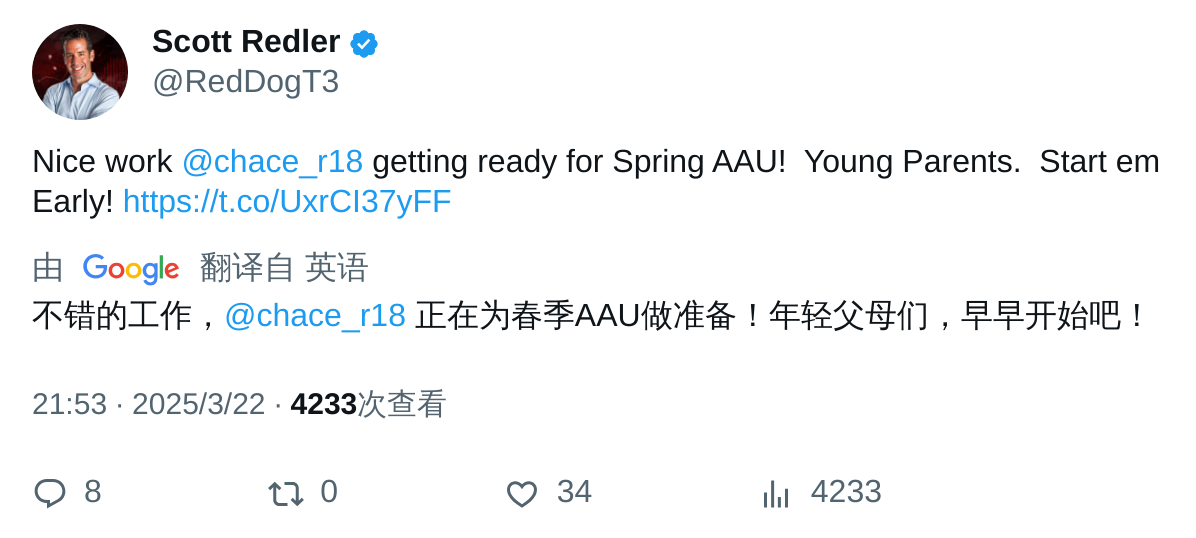 Scott Redler
@RedDogT3
Nice work @chace_r18 getting ready for Spring AAU!  Young Parents.  Start em
Early! https://t.co/UxrCI37yFF
由 Google 翻译自 英语
不错的工作，@chace_r18 正在为春季AAU做准备！年轻父母们，早早开始吧！
21:53 · 2025/3/22 · 4233次查看
8 0 34 4233